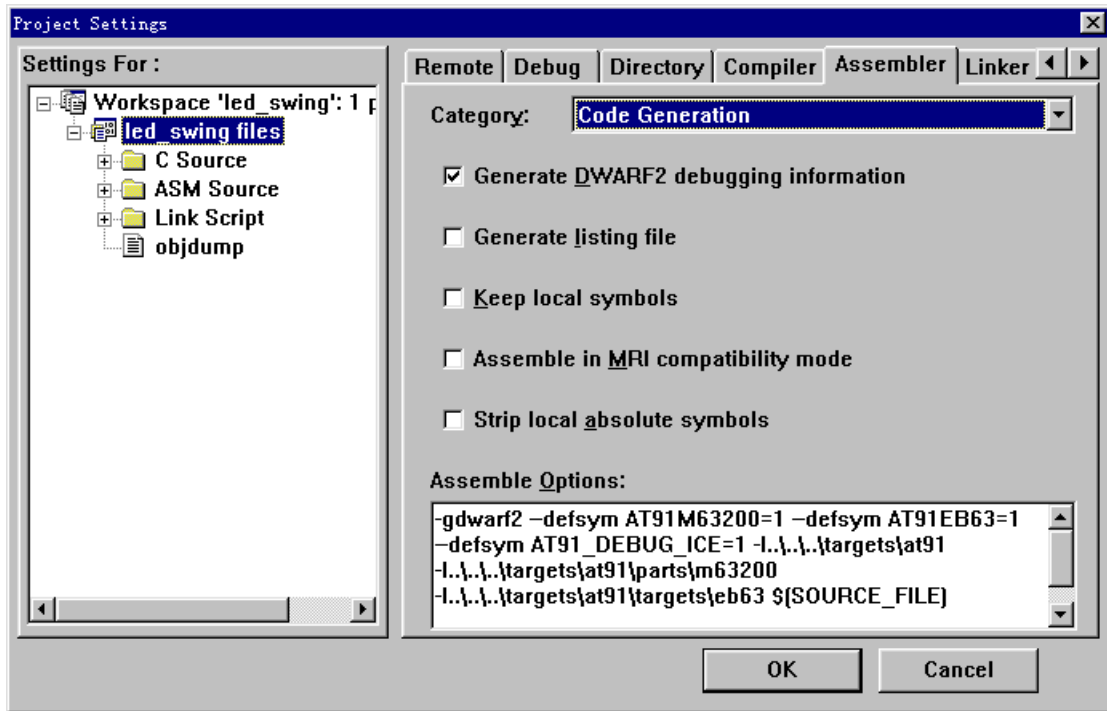 Project Settings
Settings For :
Workspace 'led_swing': 1 p
led_swing files
C Source
ASM Source
Link Script
objdump
Remote
Debug
Directory
Compiler
Assembler
Linker
Category:
Code Generation
Generate DWARF2 debugging information
Generate listing file
Keep local symbols
Assemble in MRI compatibility mode
Strip local absolute symbols
Assemble Options:
-gdwarf2 –defsym AT91M63200=1 –defsym AT91EB63=1
–defsym AT91_DEBUG_ICE=1 -I..\..\..\targets\at91
-I..\..\..\targets\at91\parts\m63200
-I..\..\..\targets\at91\targets\eb63 $(SOURCE_FILE)
OK
Cancel